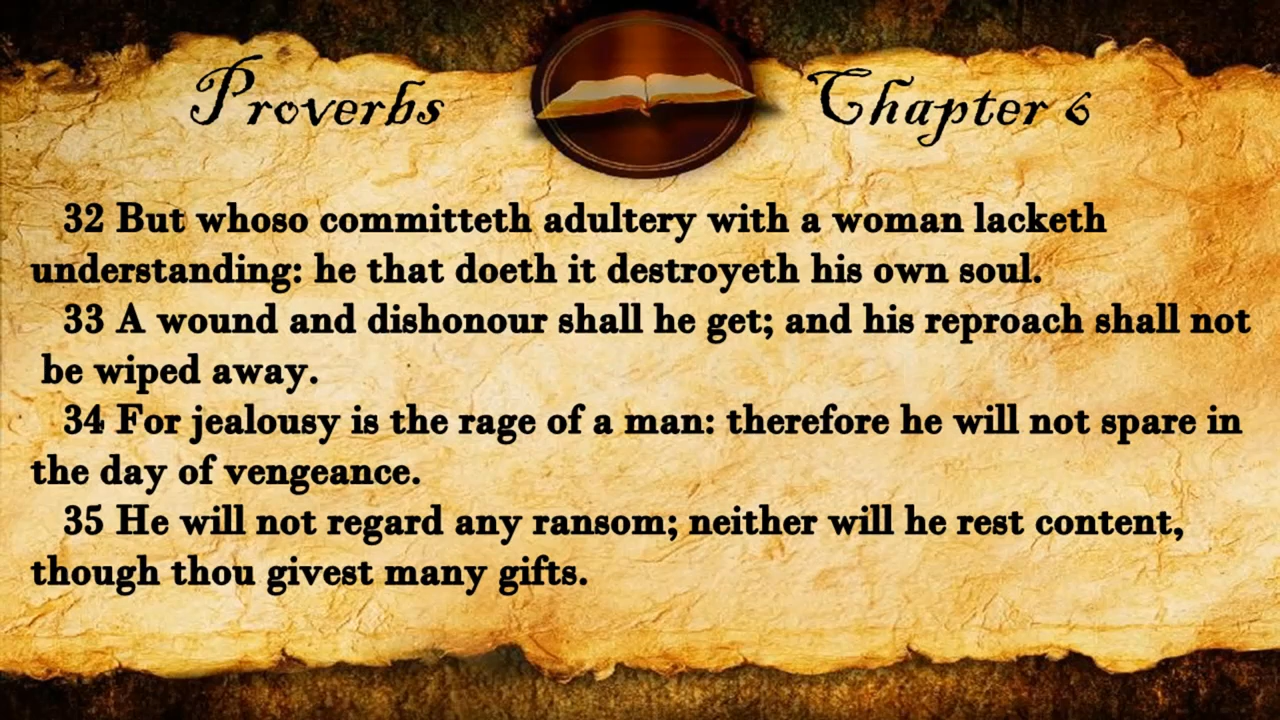 Proverbs Chapter 6
32 But whoso committeth adultery with a woman lacketh
understanding: he that doeth it destroyeth his own soul.
33 A wound and dishonour shall he get; and his reproach shall not
be wiped away.
34 For jealousy is the rage of a man: therefore he will not spare in
the day of vengeance.
35 He will not regard any ransom; neither will he rest content,
though thou givest many gifts.